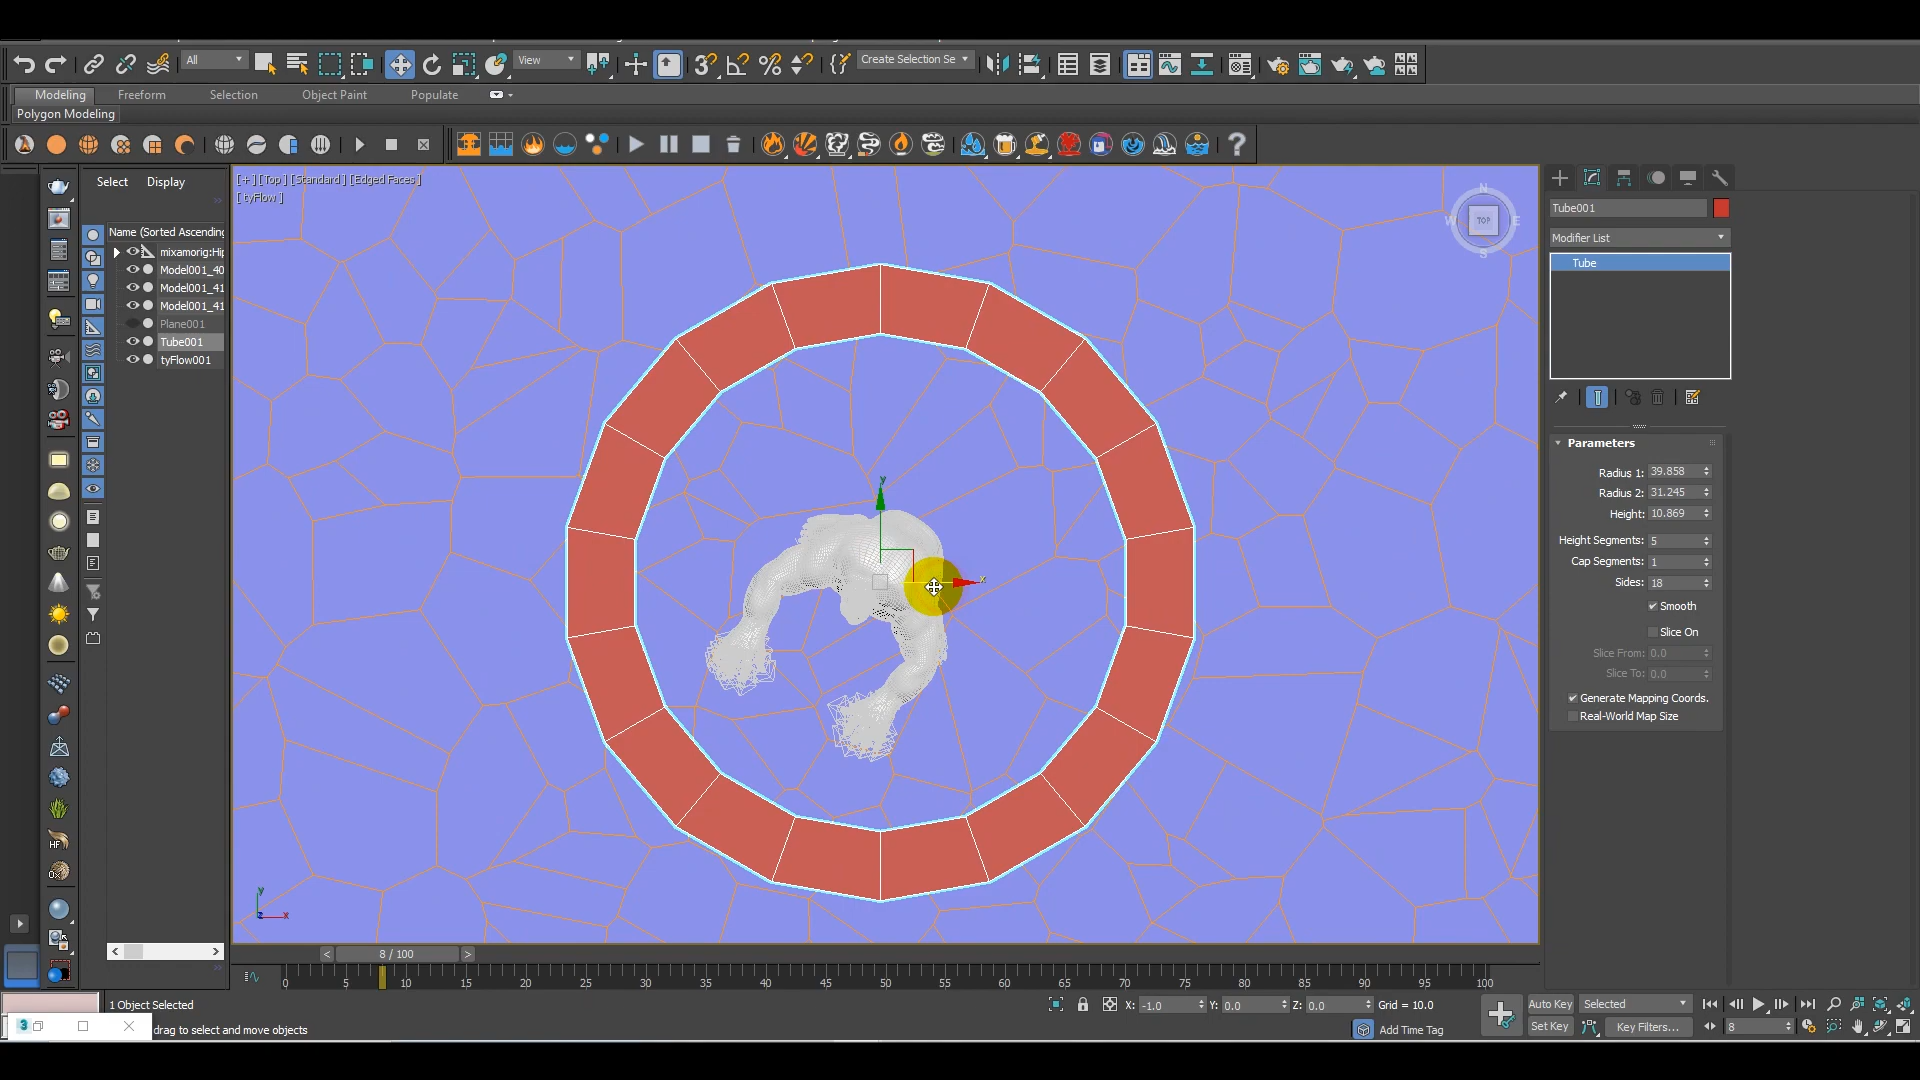 All
View
Create Selection Se
Modeling
Freeform
Selection
Object Paint
Populate
Polygon Modeling
Select
Display
Name (Sorted Ascending
mixamorig:Hip
Model001_40
Model001_41
Model001_41
Plane001
Tube001
tyFlow001
[ + ] [ Top ] [ Standard ] [ Edged Faces ]
[ tyFlow ]
N
W
TOP
E
S
y
x
y
z
x
HF
Tube001
Modifier List
Tube
Parameters
Radius 1: 39.858
Radius 2: 31.245
Height: 10.869
Height Segments: 5
Cap Segments: 1
Sides: 18
Smooth
Slice On
Slice From: 0.0
Slice To: 0.0
Generate Mapping Coords.
Real-World Map Size
< 8 / 100 >
0 5 10 15 20 25 30 35 40 45 50 55 60 65 70 75 80 85 90 95 100
1 Object Selected
X: -1.0 Y: 0.0 Z: 0.0 Grid = 10.0
Auto Key Selected
drag to select and move objects
Add Time Tag
Set Key Key Filters... 8
3